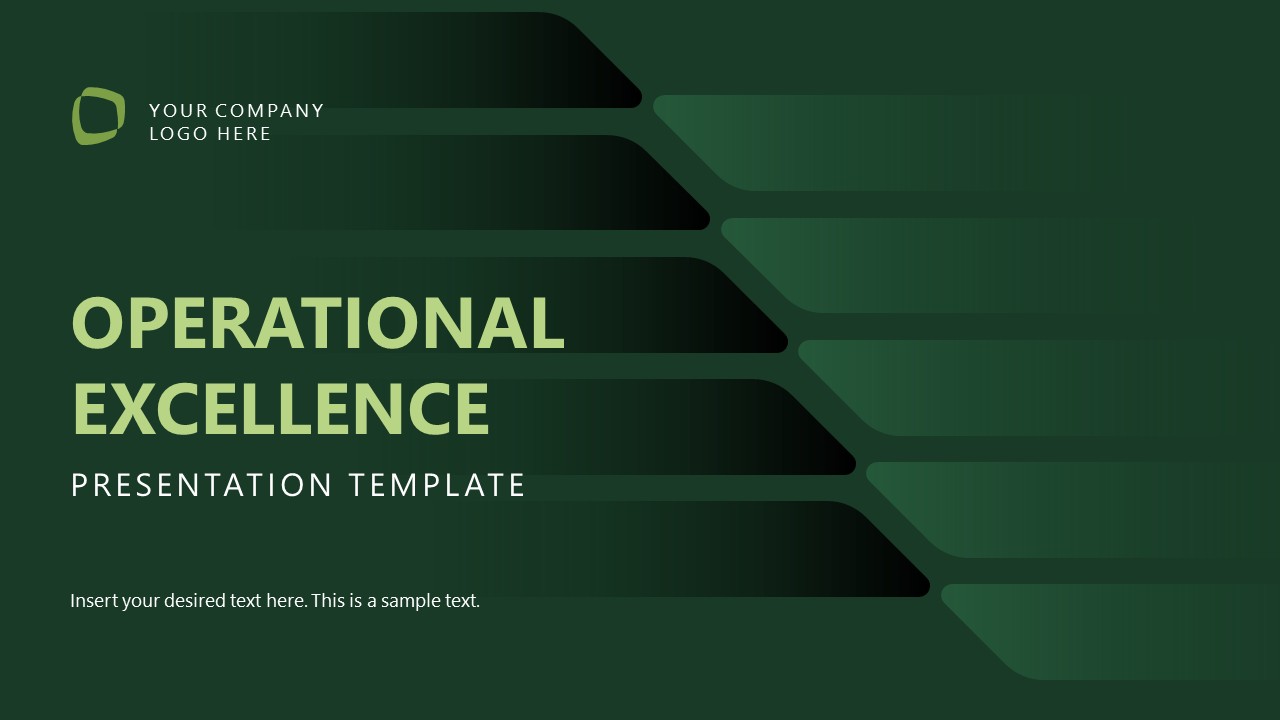 YOUR COMPANY
LOGO HERE
OPERATIONAL
EXCELLENCE
PRESENTATION TEMPLATE
Insert your desired text here. This is a sample text.